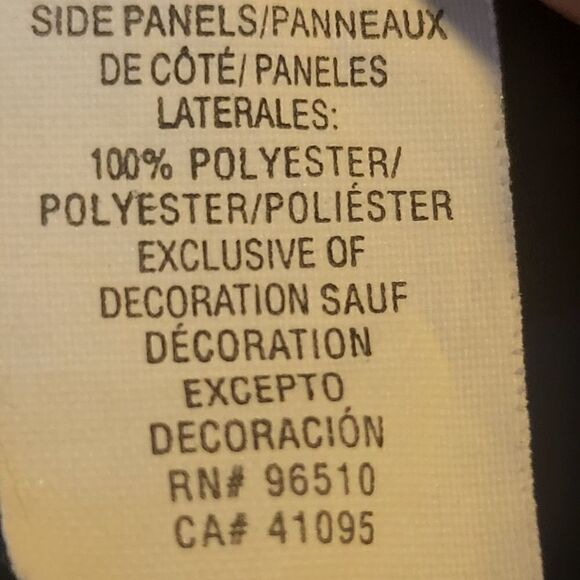 SIDE PANELS/PANNEAUX
DE CÔTÉ/PANELES
LATERALES:
100% POLYESTER/
POLYESTER/POLIÉSTER
EXCLUSIVE OF
DECORATION SAUF
DÉCORATION
EXCEPTO
DECORACIÓN
RN# 96510
CA# 41095